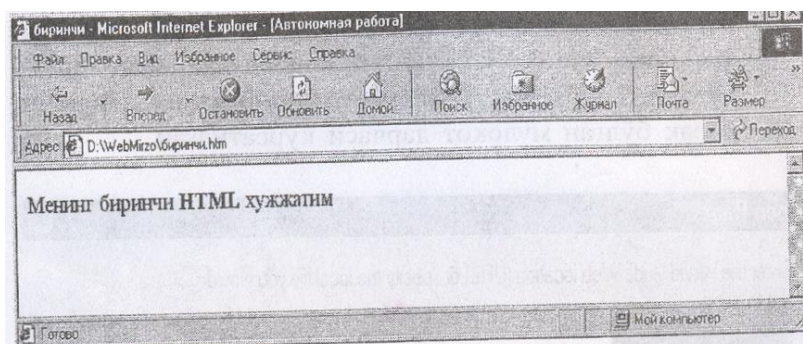 биринчи - Microsoft Internet Explorer - [Автономная работа]
Файл Правка Вид Избранное Сервис Справка
Назад Вперед Остановить Обновить Домой Поиск Избранное Журнал Почта Размер »
Адрес D:\WebMirzo\биринчи.htm Переход
Менинг биринчи HTML хужжатим
Готово Мой компьютер